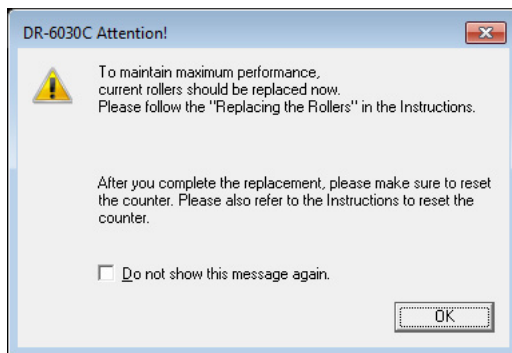 DR-6030C Attention!
To maintain maximum performance,
current rollers should be replaced now.
Please follow the "Replacing the Rollers" in the Instructions.
After you complete the replacement, please make sure to reset
the counter. Please also refer to the Instructions to reset the
counter.
Do not show this message again.
OK